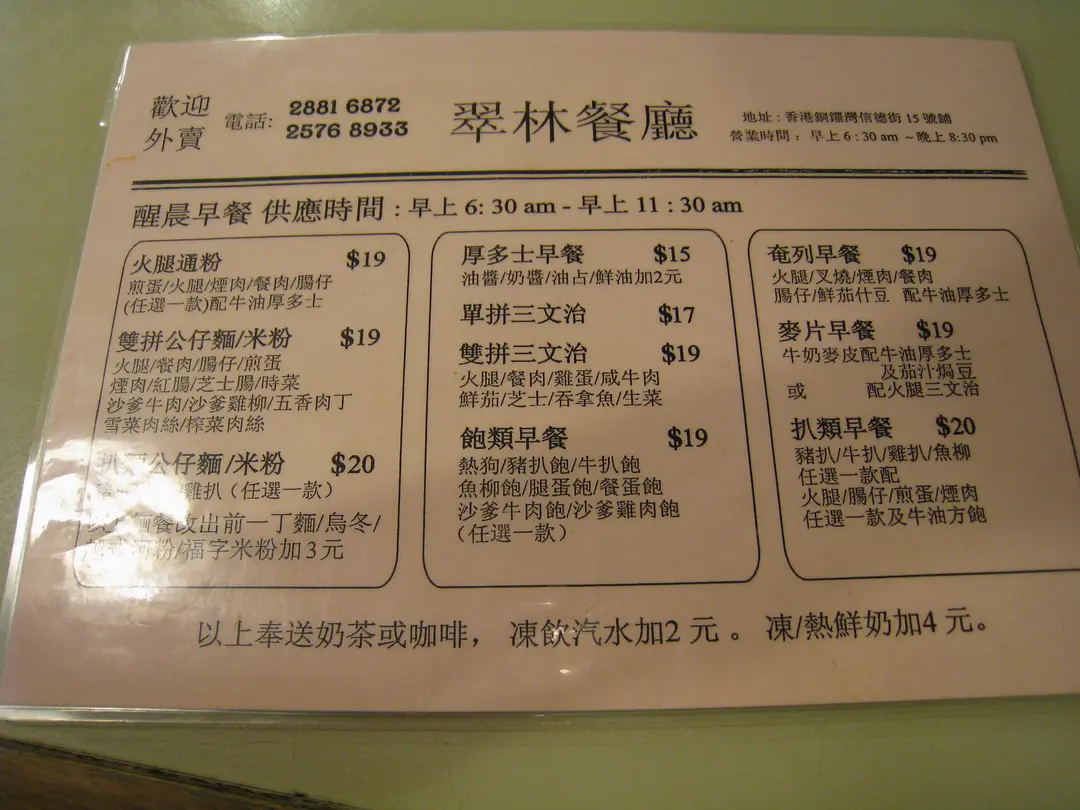 歡迎
外賣
電話:
2881 6872
2576 8933
翠林餐廳
地址 : 香港銅鑼灣信德街 15 號鋪
營業時間 : 早上 6 : 30 am ~ 晚上 8:30 pm
醒晨早餐 供應時間 : 早上 6: 30 am - 早上 11 : 30 am
火腿通粉 $19
煎蛋/火腿/煙肉/餐肉/腸仔
(任選一款)配牛油厚多士
雙拼公仔麵/米粉 $19
火腿/餐肉/腸仔/煎蛋
煙肉/紅腸/芝士腸/時菜
沙爹牛肉/沙爹雞柳/五香肉丁
雪菜肉絲/榨菜肉絲
扒類公仔麵/米粉 $20
雞扒（任選一款）
餐改出前一丁麵/烏冬/
粉/福字米粉加3元
厚多士早餐 $15
油醬/奶醬/油占/鮮油加2元
單拼三文治 $17
雙拼三文治 $19
火腿/餐肉/雞蛋/咸牛肉
鮮茄/芝士/吞拿魚/生菜
飽類早餐 $19
熱狗/豬扒飽/牛扒飽
魚柳飽/腿蛋飽/餐蛋飽
沙爹牛肉飽/沙爹雞肉飽
（任選一款）
奄列早餐 $19
火腿/叉燒/煙肉/餐肉
腸仔/鮮茄什豆 配牛油厚多士
麥片早餐 $19
牛奶麥皮配牛油厚多士
及茄汁焗豆
或 配火腿三文治
扒類早餐 $20
豬扒/牛扒/雞扒/魚柳
任選一款配
火腿/腸仔/煎蛋/煙肉
任選一款及牛油方飽
以上奉送奶茶或咖啡， 凍飲汽水加2 元 。 凍/熱鮮奶加4 元。